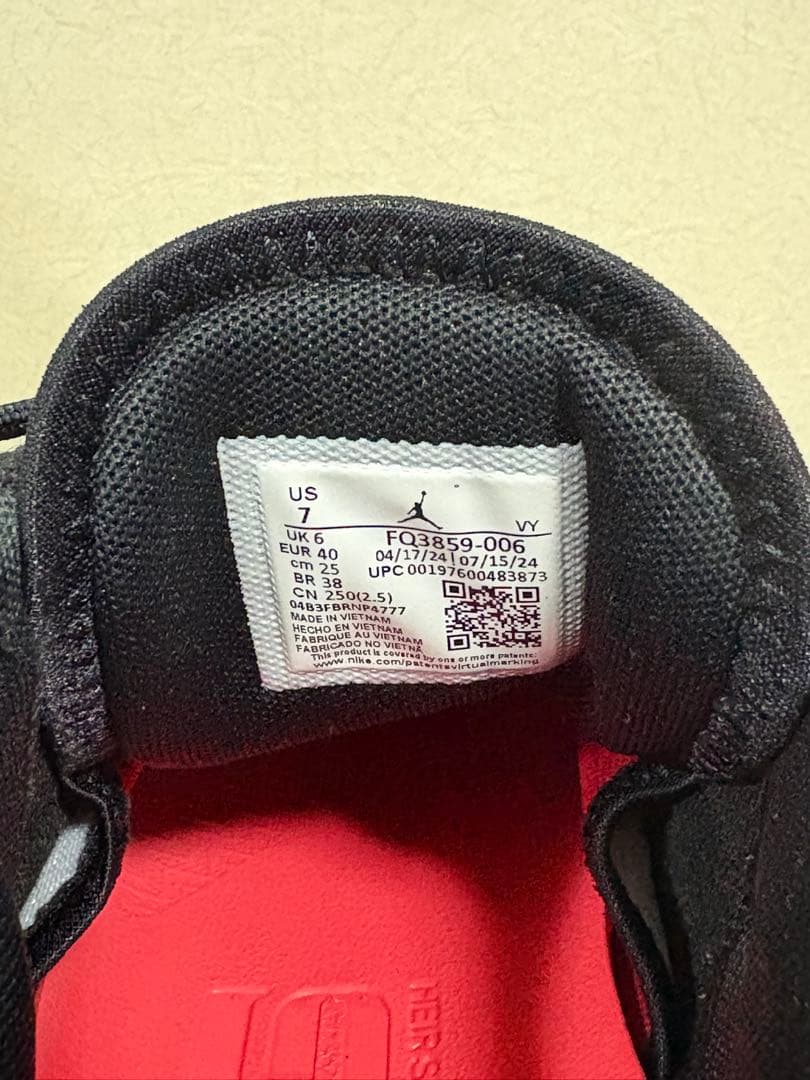 US
7
VY
UK 6
FQ3859-006
EUR 40
04/17/24 | 07/15/24
cm 25
UPC 00197600483873
BR 38
CN 250(2.5)
04B3FBRNP4777
MADE IN VIETNAM
HECHO EN VIETNAM
FABRIQUE AU VIETNAM
FABRICADO NO VIETNÃ
This product is covered by one or more patents:
www.nike.com/patentsvirtualmarking
HERS